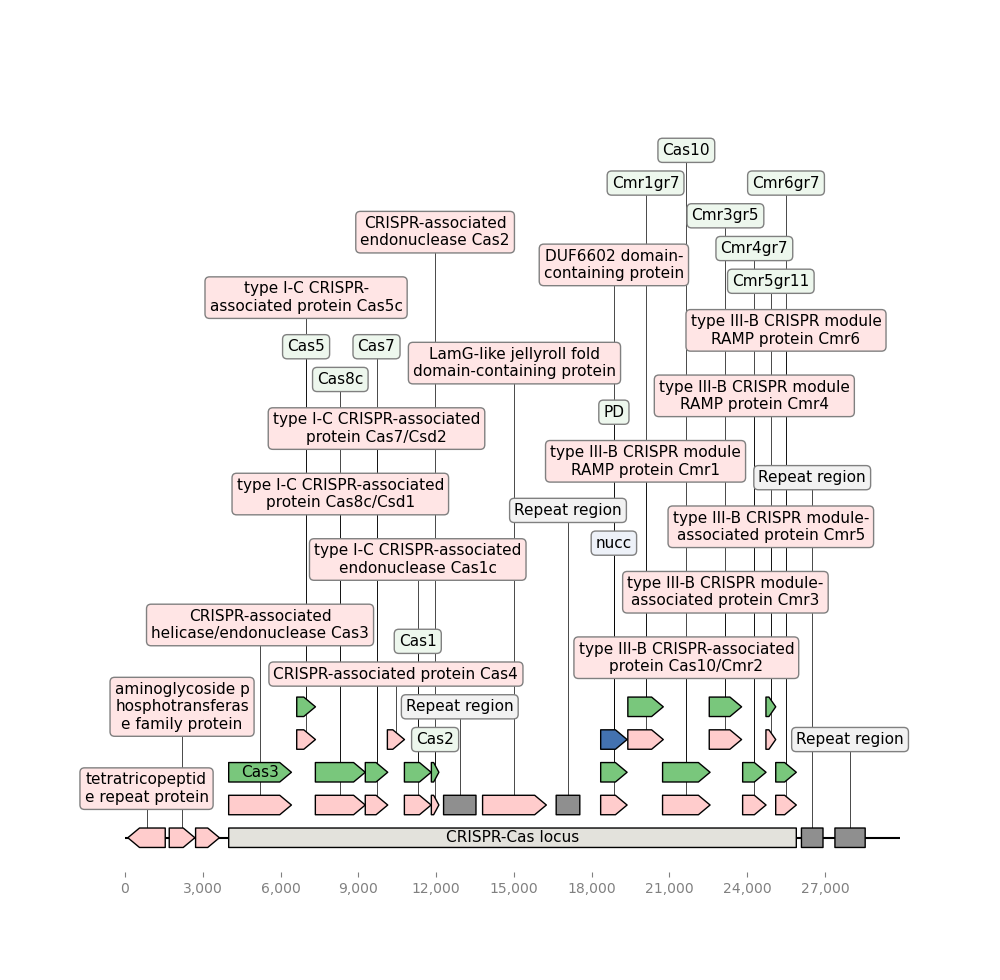 Cas10
Cmr1gr7
Cmr6gr7
Cmr3gr5
CRISPR-associated
endonuclease Cas2
Cmr4gr7
DUF6602 domain-
containing protein
Cmr5gr11
type I-C CRISPR-
associated protein Cas5c
type III-B CRISPR module
RAMP protein Cmr6
Cas5
Cas7
LamG-like jellyroll fold
domain-containing protein
Cas8c
type III-B CRISPR module
RAMP protein Cmr4
PD
type I-C CRISPR-associated
protein Cas7/Csd2
type III-B CRISPR module
RAMP protein Cmr1
Repeat region
type I-C CRISPR-associated
protein Cas8c/Csd1
Repeat region
type III-B CRISPR module-
associated protein Cmr5
nucc
type I-C CRISPR-associated
endonuclease Cas1c
type III-B CRISPR module-
associated protein Cmr3
CRISPR-associated
helicase/endonuclease Cas3
Cas1
type III-B CRISPR-associated
protein Cas10/Cmr2
CRISPR-associated protein Cas4
aminoglycoside p
hosphotransferas
e family protein
Repeat region
Cas2
Repeat region
Cas3
tetratricopeptid
e repeat protein
CRISPR-Cas locus
0 3,000 6,000 9,000 12,000 15,000 18,000 21,000 24,000 27,000